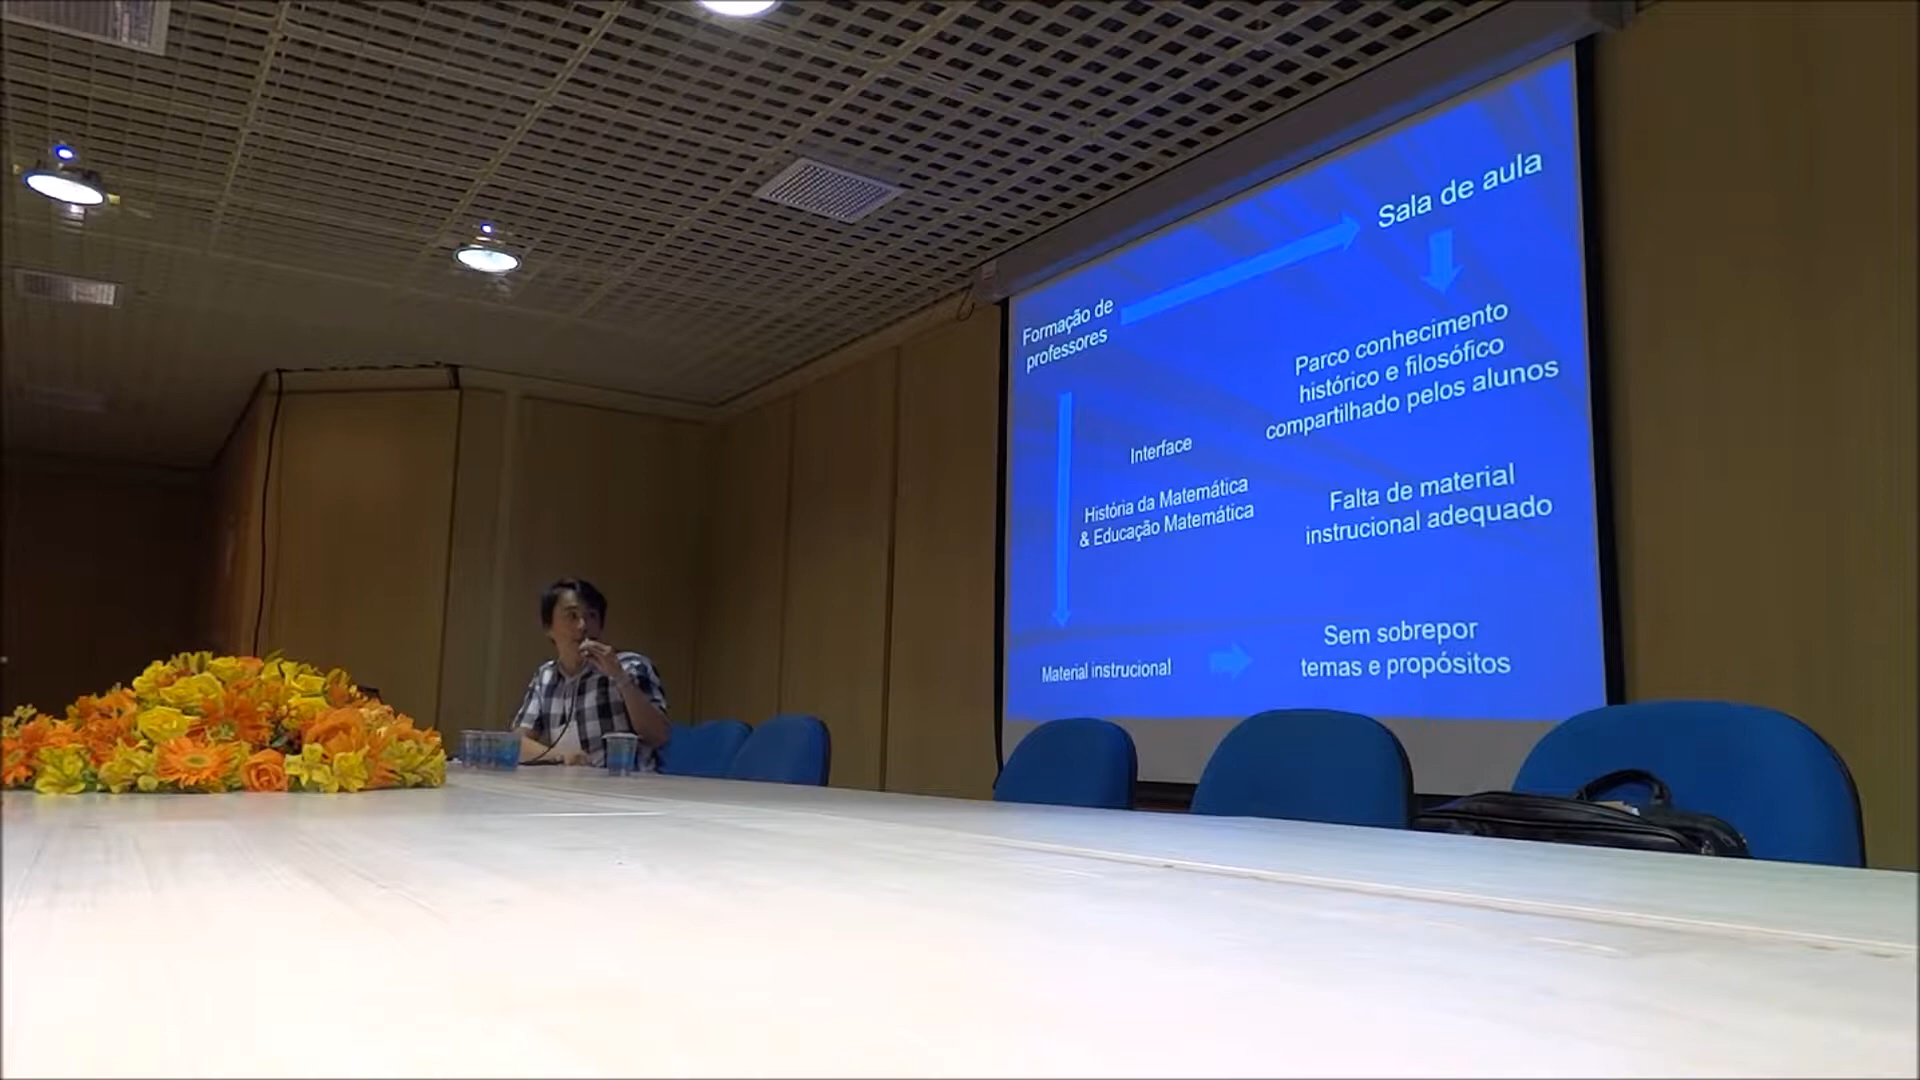 Sala de aula
Formação de
professores
Parco conhecimento
histórico e filosófico
compartilhado pelos alunos
Interface
História da Matemática
& Educação Matemática
Falta de material
instrucional adequado
Material instrucional
Sem sobrepor
temas e propósitos